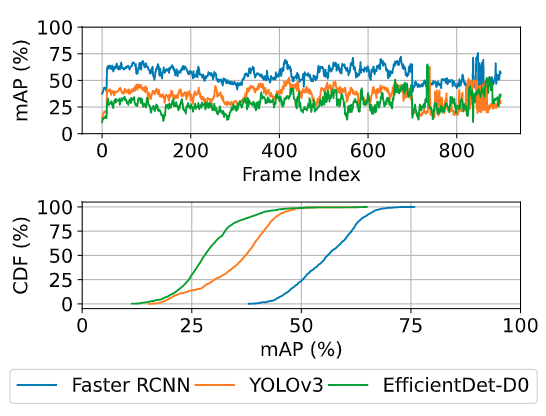 100
75
50
25
0
mAP (%)
0 200 400 600 800
Frame Index
100
75
50
25
0
CDF (%)
0 25 50 75 100
mAP (%)
Faster RCNN YOLOv3 EfficientDet-D0